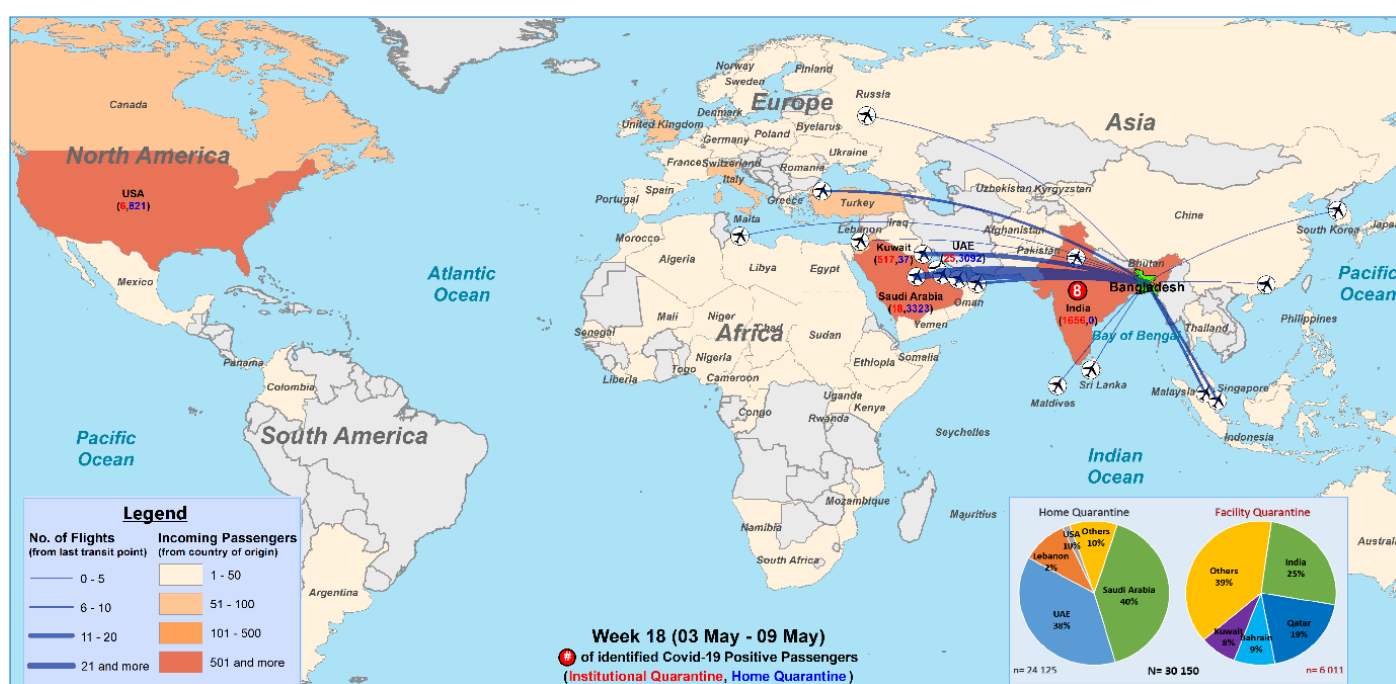 Norway
Finland
Sweden
Russia
Canada
Europe
Asia
Denmark
United Kingdom
Byelarus
Poland
Germany
North America
Ukraine
France
Switzerland
Romania
Italy
USA
(6,821)
Spain
Uzbekistan
Kyrgyzstan
Portugal
Greece
Turkey
China
Malta
Lebanon
Iraq
Afghanistan
South Korea
Japa
Morocco
Kuwait
(517,37)
UAE
(25,3092)
Pakistan
Algeria
Libya
Egypt
Bhutan
Atlantic
Ocean
Pacific
Ocean
Bangladesh
Mexico
8
Saudi Arabia
(18,3323)
Oman
India
(1656,0)
Mali
Niger
Chad
Sudan
Yemen
Thailand
Philippines
Senegal
Africa
Bay of Bengal
Nigeria
Ethiopia
Somalia
Panama
Togo
Cameroon
Liberia
Sri Lanka
Colombia
Maldives
Malaysia
Singapore
Uganda
Kenya
Congo
Rwanda
South America
Seychelles
Indonesia
Pacific
Ocean
Indian
Ocean
Mozambique
Mauritius
Namibia
South Africa
Argentina
Austral
Legend
No. of Flights
(from last transit point)
0 - 5
6 - 10
11 - 20
21 and more
Incoming Passengers
(from country of origin)
1 - 50
51 - 100
101 - 500
501 and more
Week 18 (03 May - 09 May)
# of identified Covid-19 Positive Passengers
(Institutional Quarantine, Home Quarantine)
Home Quarantine
USA
Others
10%
Lebanon
2%
Saudi Arabia
40%
UAE
38%
n= 24 125
N= 30 150
Facility Quarantine
India
25%
Others
39%
Qatar
19%
Kuwait
8%
Bahrain
9%
n= 6 011